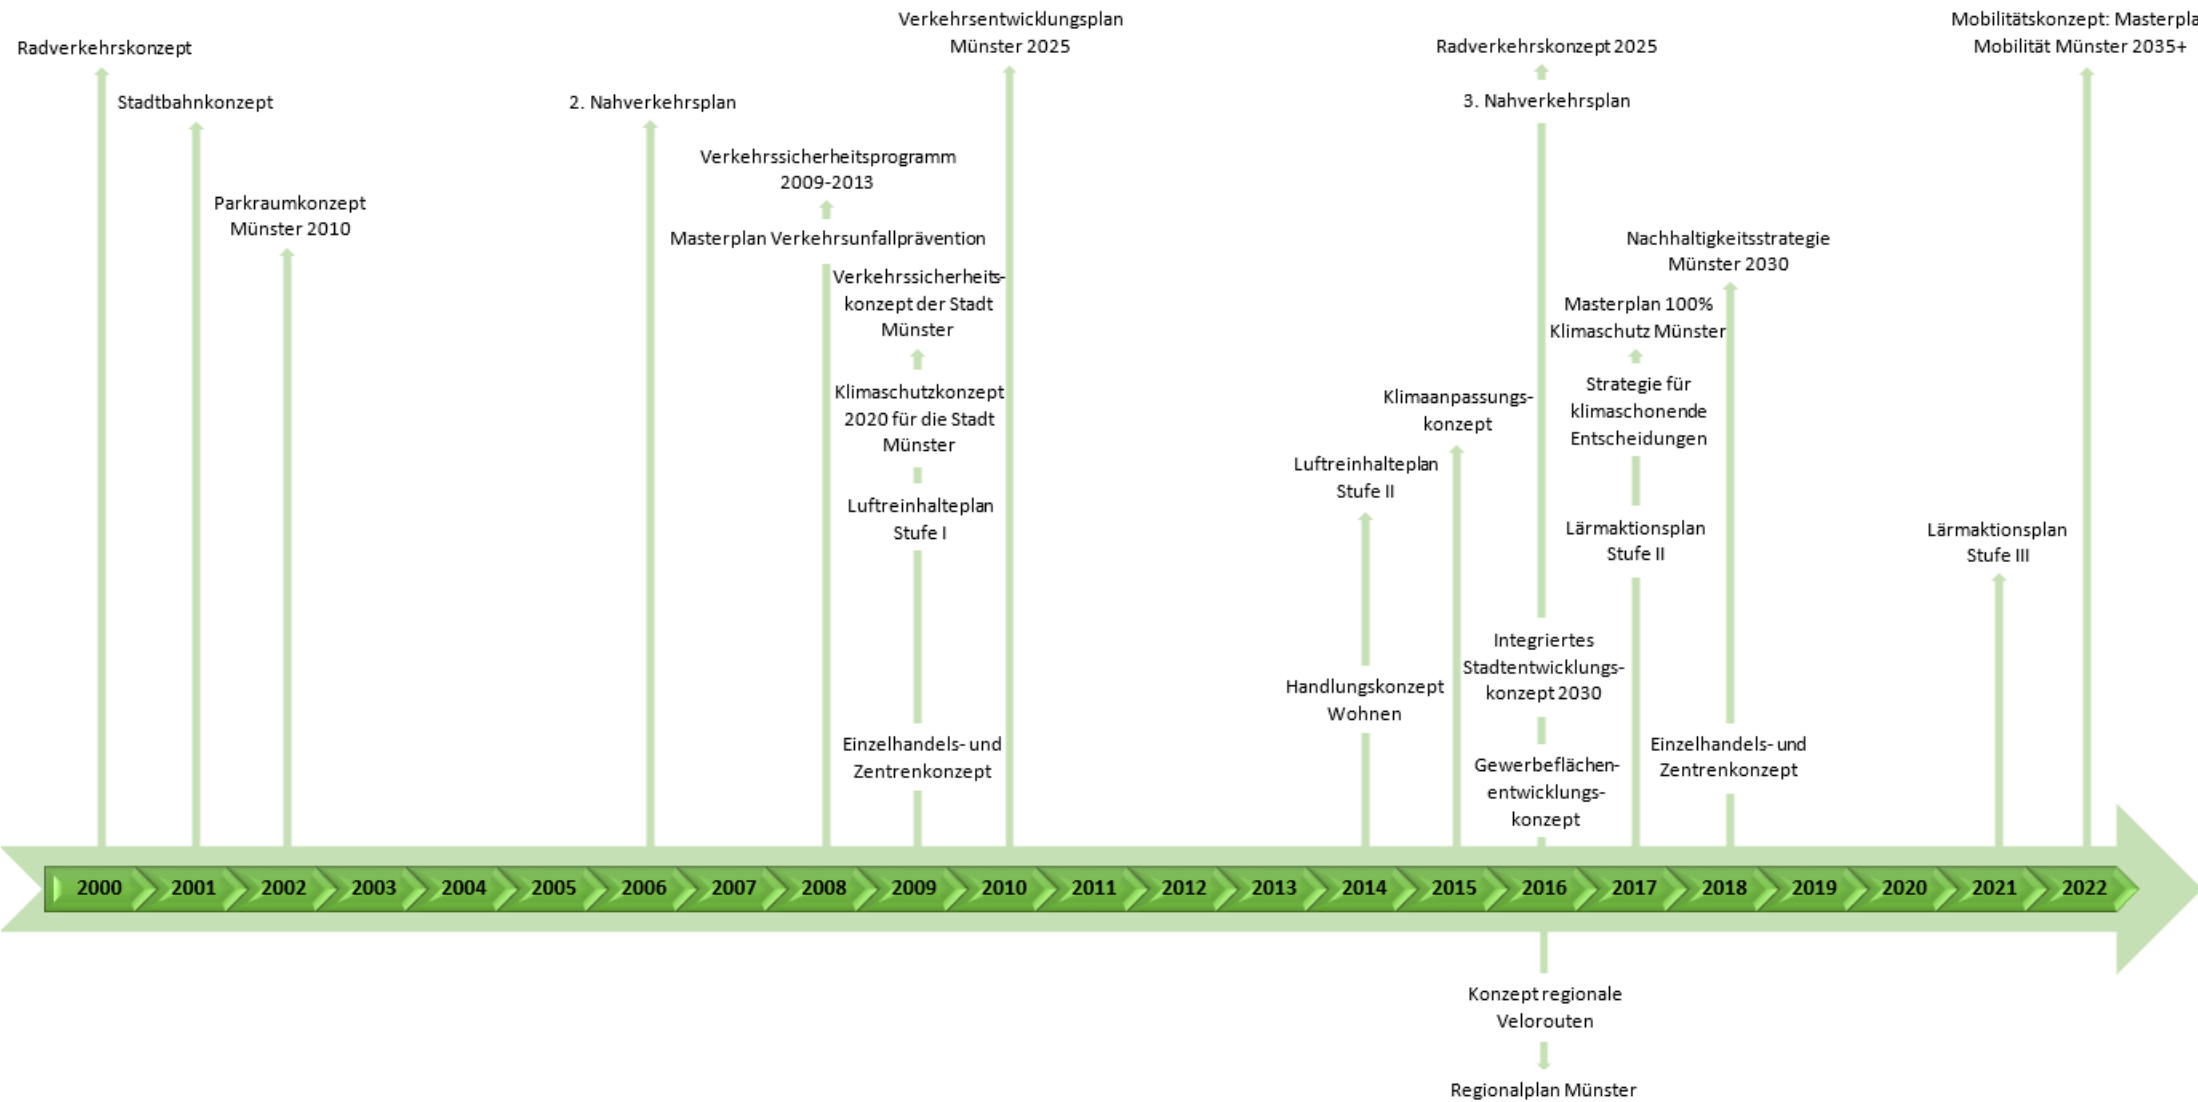 Radverkehrskonzept
Stadtbahnkonzept
Parkraumkonzept
Münster 2010
2. Nahverkehrsplan
Verkehrssicherheitsprogramm
2009-2013
Masterplan Verkehrsunfallprävention
Verkehrssicherheits-
konzept der Stadt
Münster
Klimaschutzkonzept
2020 für die Stadt
Münster
Luftreinhalteplan
Stufe I
Einzelhandels- und
Zentrenkonzept
Verkehrsentwicklungsplan
Münster 2025
Luftreinhalteplan
Stufe II
Handlungskonzept
Wohnen
Klimaanpassungs-
konzept
Radverkehrskonzept 2025
3. Nahverkehrsplan
Integriertes
Stadtentwicklungs-
konzept 2030
Gewerbeflächen-
entwicklungs-
konzept
Masterplan 100%
Klimaschutz Münster
Strategie für
klimaschonende
Entscheidungen
Lärmaktionsplan
Stufe II
Nachhaltigkeitsstrategie
Münster 2030
Einzelhandels- und
Zentrenkonzept
Lärmaktionsplan
Stufe III
Mobilitätskonzept: Masterpla
Mobilität Münster 2035+
2000 2001 2002 2003 2004 2005 2006 2007 2008 2009 2010 2011 2012 2013 2014 2015 2016 2017 2018 2019 2020 2021 2022
Konzept regionale
Velorouten
Regionalplan Münster